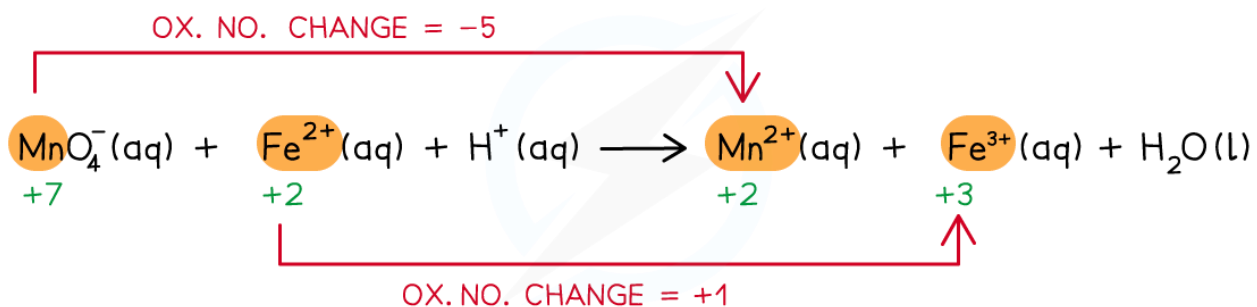 OX. NO. CHANGE = −5
MnO₄⁻(aq) + Fe²⁺(aq) + H⁺(aq) ⟶ Mn²⁺(aq) + Fe³⁺(aq) + H₂O(l)
+7 +2 +2 +3
OX. NO. CHANGE = +1